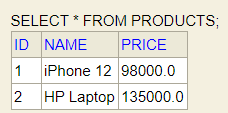 SELECT * FROM PRODUCTS;
ID NAME PRICE
1 iPhone 12 98000.0
2 HP Laptop 135000.0